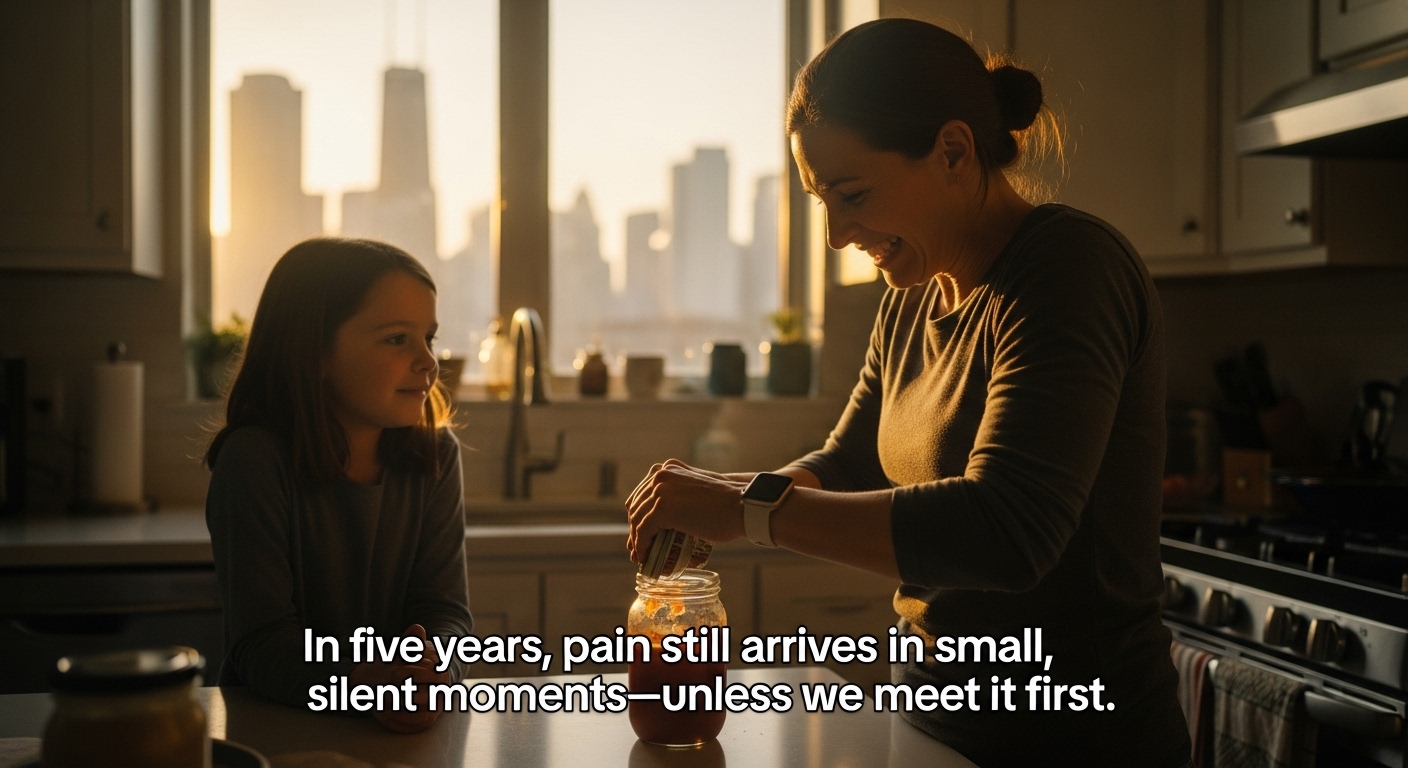 In five years, pain still arrives in small,
silent moments—unless we meet it first.